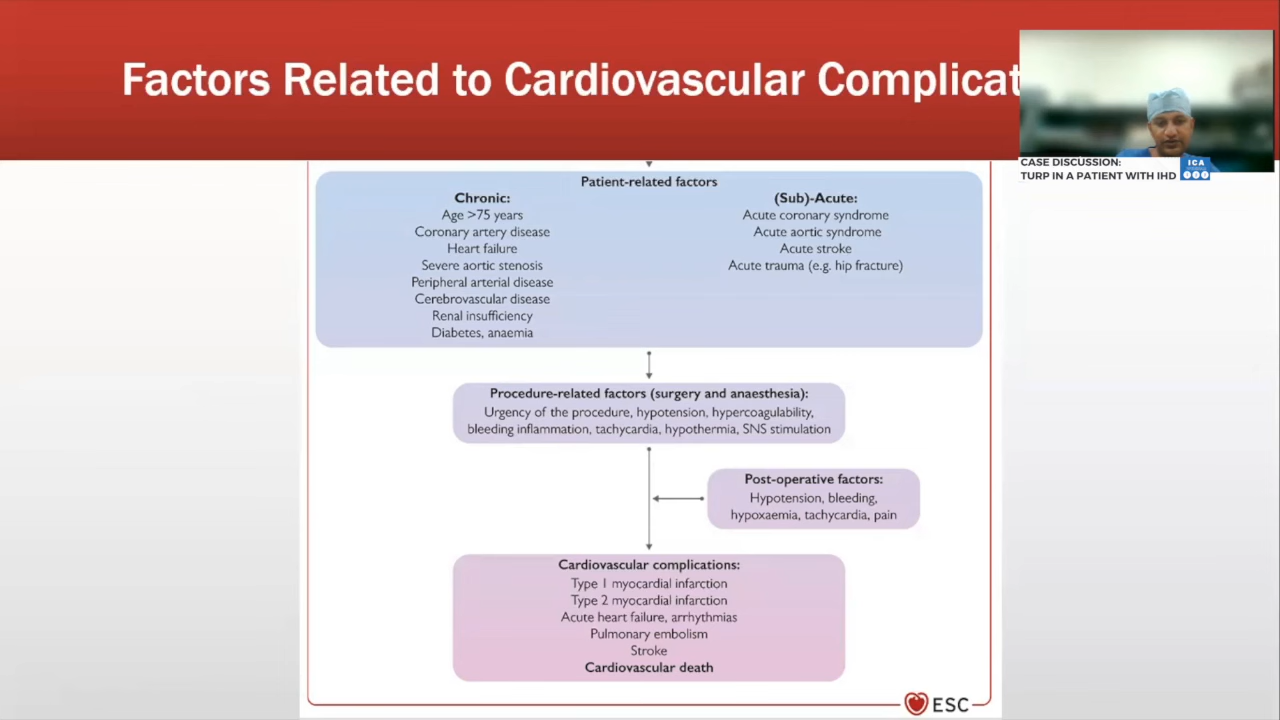 Factors Related to Cardiovascular Complicat
CASE DISCUSSION:
TURP IN A PATIENT WITH IHD
ICA
Patient-related factors
Chronic:
Age >75 years
Coronary artery disease
Heart failure
Severe aortic stenosis
Peripheral arterial disease
Cerebrovascular disease
Renal insufficiency
Diabetes, anaemia
(Sub)-Acute:
Acute coronary syndrome
Acute aortic syndrome
Acute stroke
Acute trauma (e.g. hip fracture)
Procedure-related factors (surgery and anaesthesia):
Urgency of the procedure, hypotension, hypercoagulability,
bleeding inflammation, tachycardia, hypothermia, SNS stimulation
Post-operative factors:
Hypotension, bleeding,
hypoxaemia, tachycardia, pain
Cardiovascular complications:
Type 1 myocardial infarction
Type 2 myocardial infarction
Acute heart failure, arrhythmias
Pulmonary embolism
Stroke
Cardiovascular death
ESC